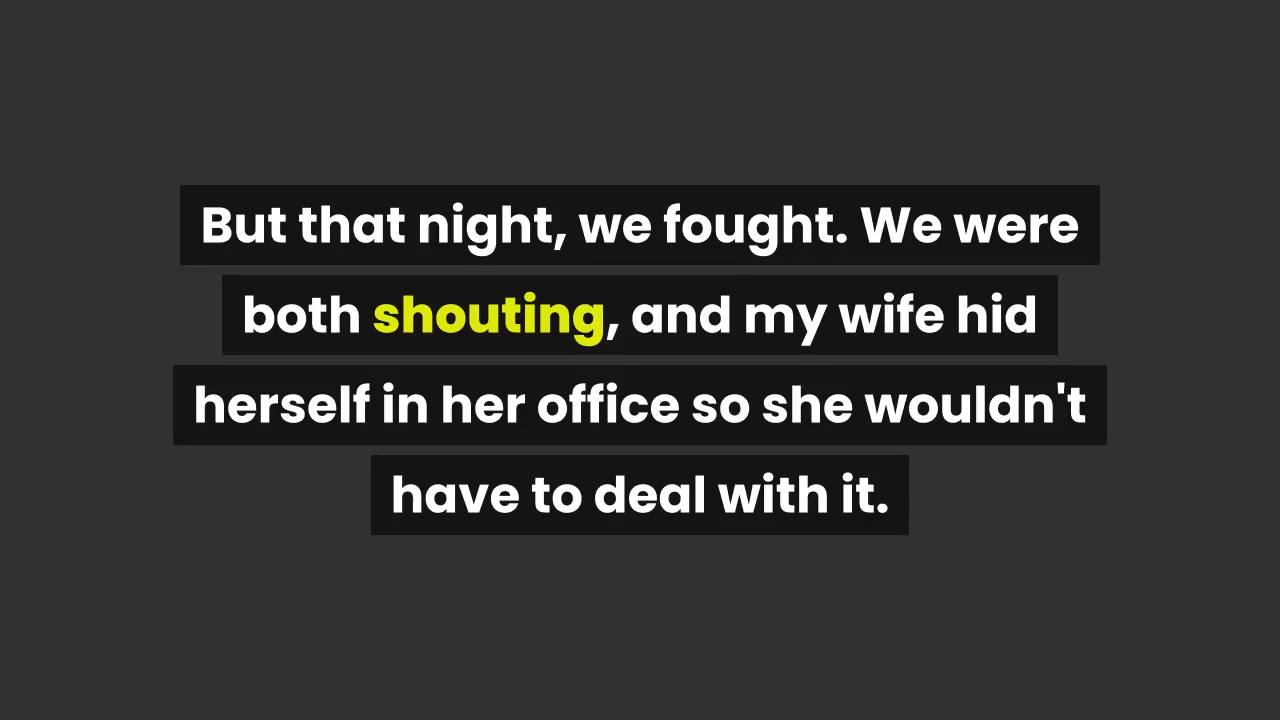 But that night, we fought. We were
both shouting, and my wife hid
herself in her office so she wouldn't
have to deal with it.